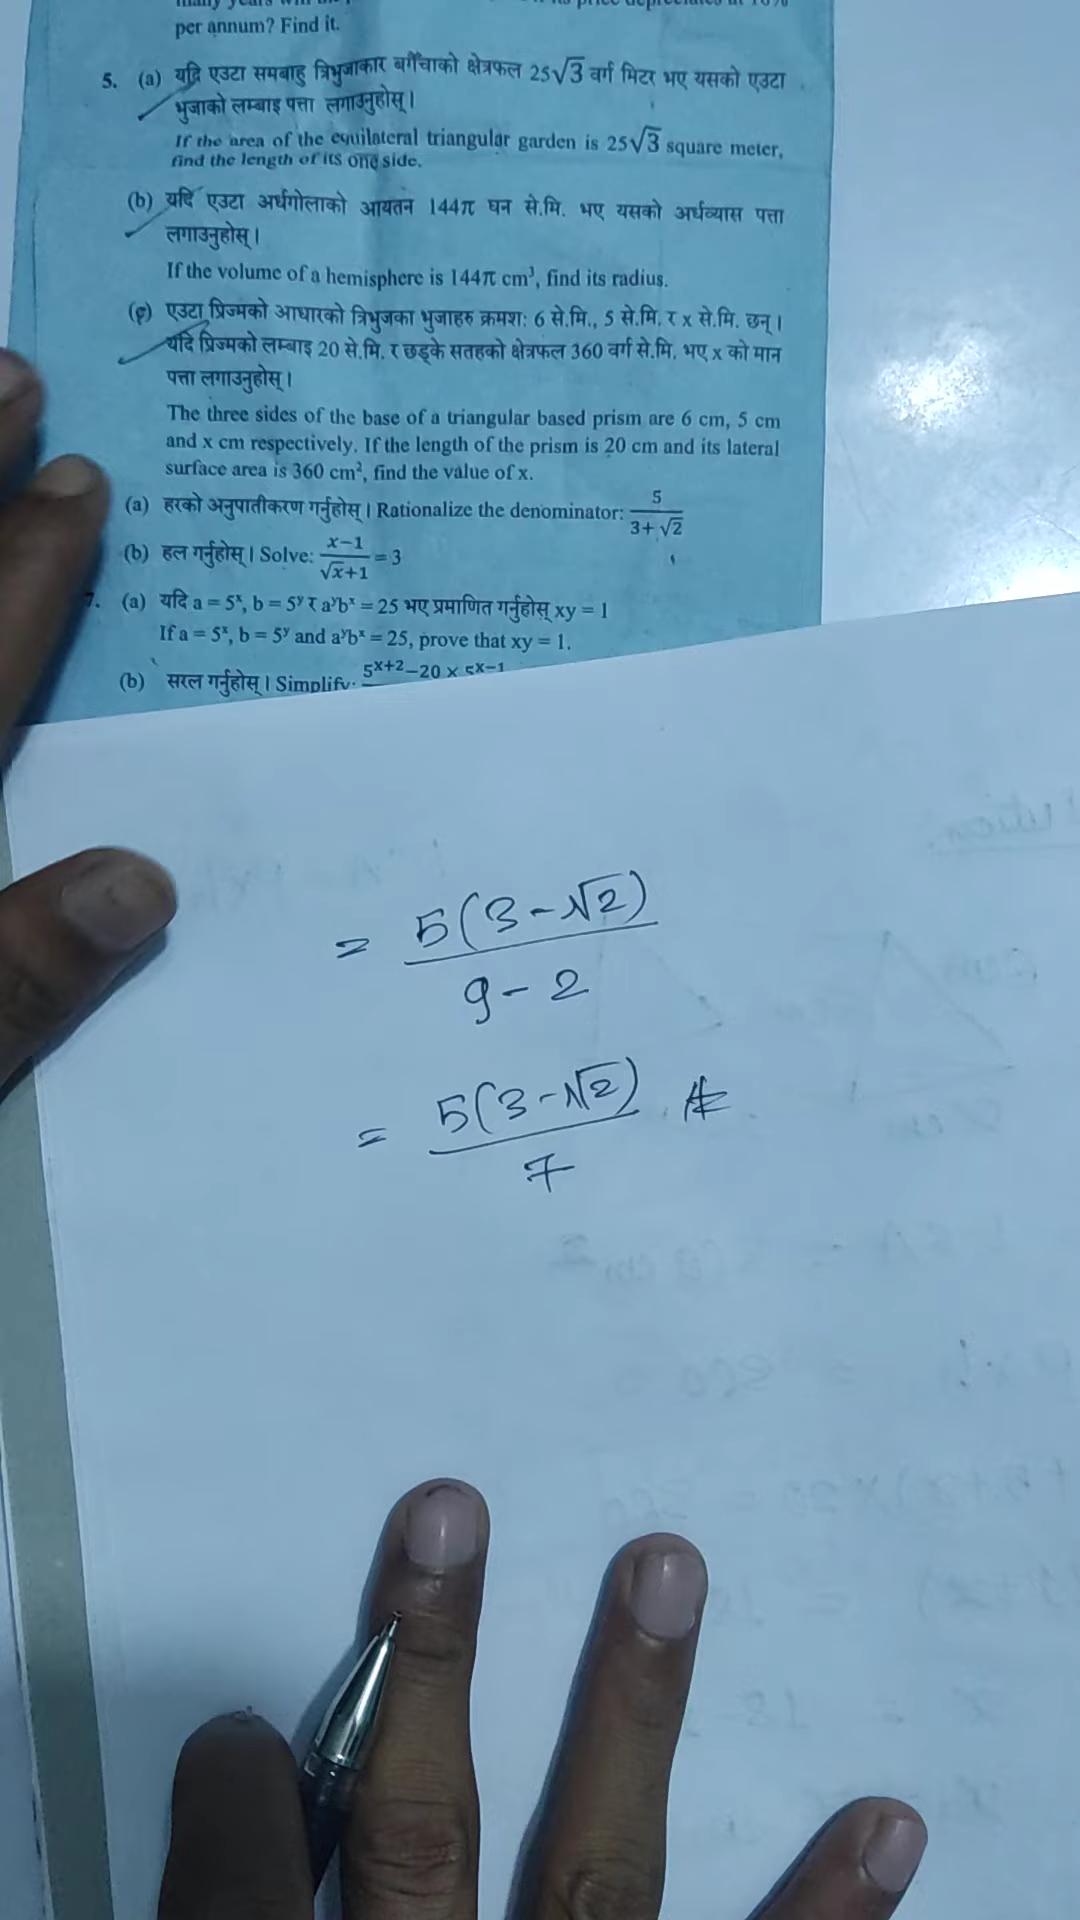 per annum? Find it.
5. (a) यदि एउटा समबाहु त्रिभुजाकार बगैँचाको क्षेत्रफल 25√3 वर्ग मिटर भए यसको एउटा
भुजाको लम्बाइ पत्ता लगाउनुहोस् ।
If the area of the equilateral triangular garden is 25√3 square meter,
find the length of its one side.
(b) यदि एउटा अर्धगोलाको आयतन 144π घन से.मि. भए यसको अर्धव्यास पत्ता
लगाउनुहोस् ।
If the volume of a hemisphere is 144π cm³, find its radius.
(c) एउटा प्रिज्मको आधारको त्रिभुजका भुजाहरु क्रमश: 6 से.मि., 5 से.मि. र x से.मि. छन् ।
यदि प्रिज्मको लम्बाइ 20 से.मि. र छड्के सतहको क्षेत्रफल 360 वर्ग से.मि. भए x को मान
पत्ता लगाउनुहोस् ।
The three sides of the base of a triangular based prism are 6 cm, 5 cm
and x cm respectively. If the length of the prism is 20 cm and its lateral
surface area is 360 cm², find the value of x.
(a) हरको अनुपातीकरण गर्नुहोस् । Rationalize the denominator: 5/(3+√2)
(b) हल गर्नुहोस् । Solve: (x−1)/(√x+1) = 3
7. (a) यदि a = 5ˣ, b = 5ʸ र aʸbˣ = 25 भए प्रमाणित गर्नुहोस् xy = 1
If a = 5ˣ, b = 5ʸ and aʸbˣ = 25, prove that xy = 1.
(b) सरल गर्नुहोस् । Simplify: 5ˣ⁺²−20 × 5ˣ⁻¹
= 5(3-√2)/(9-2)
= 5(3-√2)/7